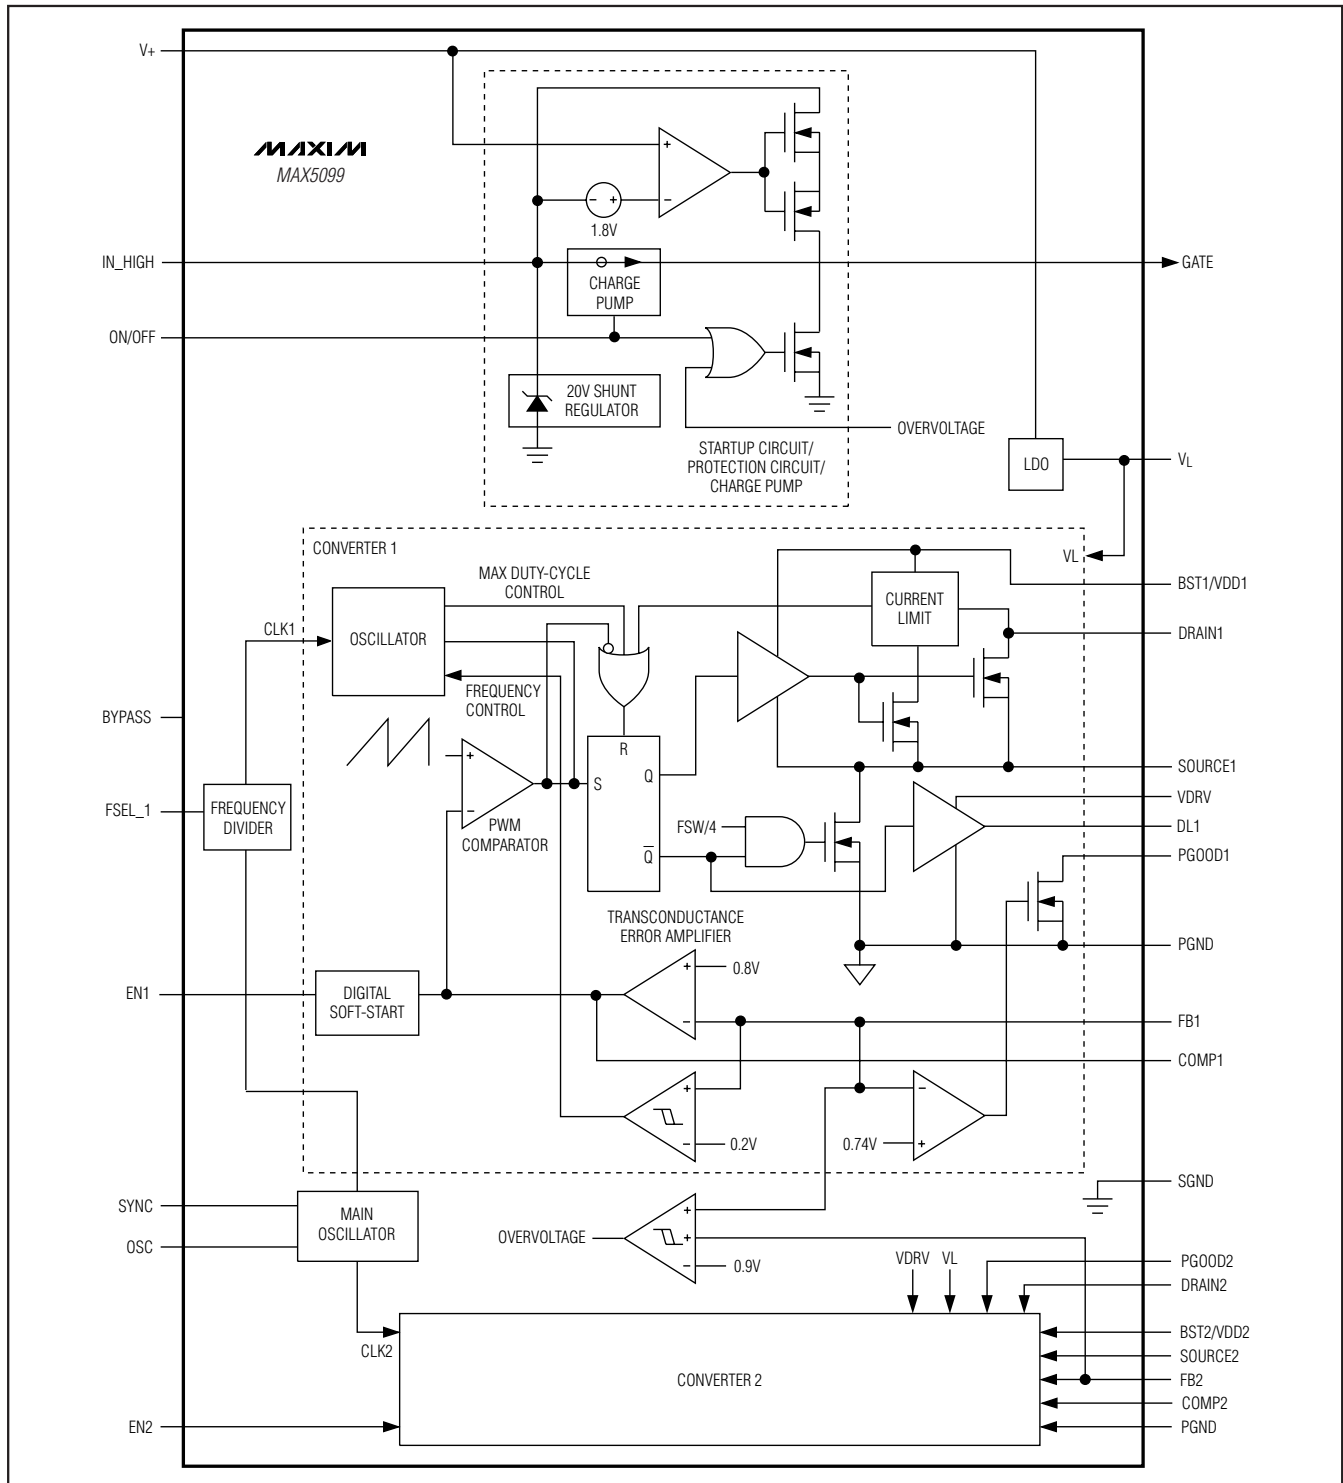 V+
MAXIM
MAX5099
+
−
− +
1.8V
IN_HIGH
GATE
CHARGE
PUMP
ON/OFF
20V SHUNT
REGULATOR
OVERVOLTAGE
STARTUP CIRCUIT/
PROTECTION CIRCUIT/
CHARGE PUMP
LDO
VL
CONVERTER 1
VL
MAX DUTY-CYCLE
CONTROL
BST1/VDD1
CURRENT
LIMIT
CLK1
OSCILLATOR
DRAIN1
FREQUENCY
CONTROL
BYPASS
R
+
Q
S
SOURCE1
FSEL_1
FREQUENCY
DIVIDER
−
PWM
COMPARATOR
VDRV
FSW/4
DL1
Q
PGOOD1
TRANSCONDUCTANCE
ERROR AMPLIFIER
PGND
+
0.8V
EN1
DIGITAL
SOFT-START
−
FB1
COMP1
+
−
−
0.2V
0.74V
+
SGND
SYNC
OSC
MAIN
OSCILLATOR
+
OVERVOLTAGE
+
−
0.9V
VDRV
VL
PGOOD2
DRAIN2
CLK2
BST2/VDD2
SOURCE2
CONVERTER 2
FB2
COMP2
EN2
PGND